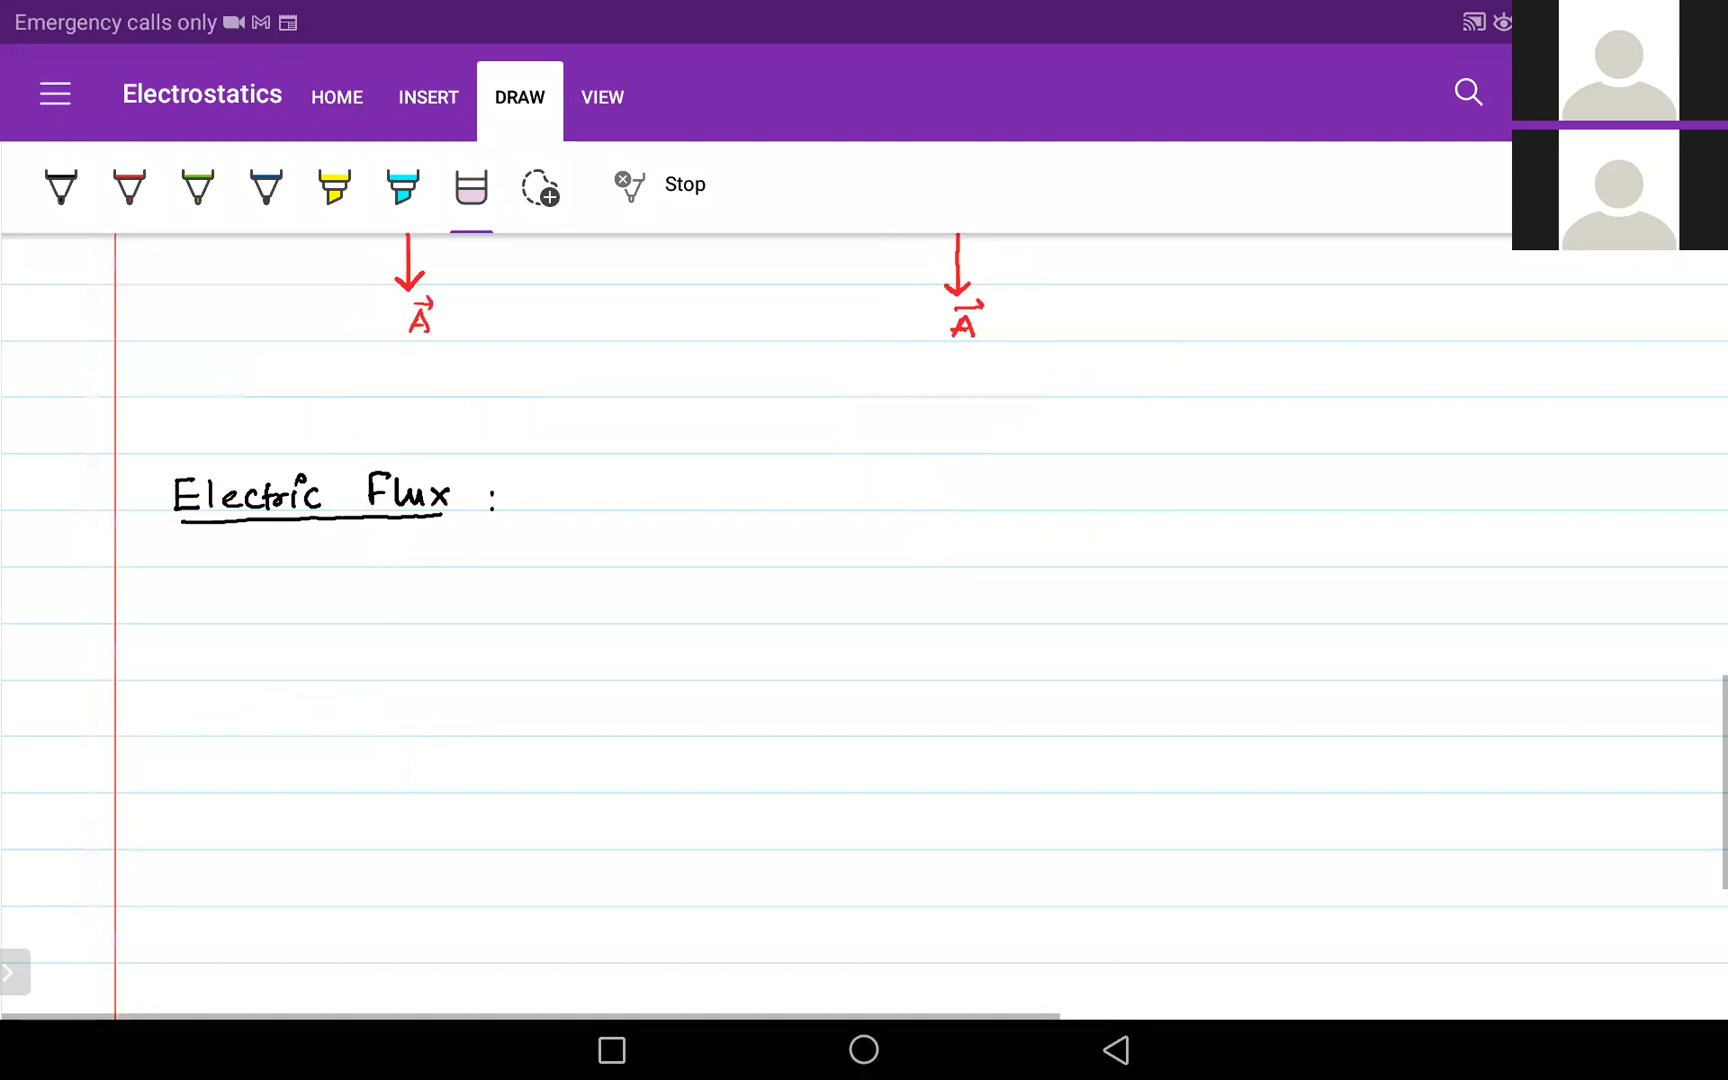 Emergency calls only
Electrostatics HOME INSERT DRAW VIEW
Stop
A⃗ A⃗
Electric Flux :